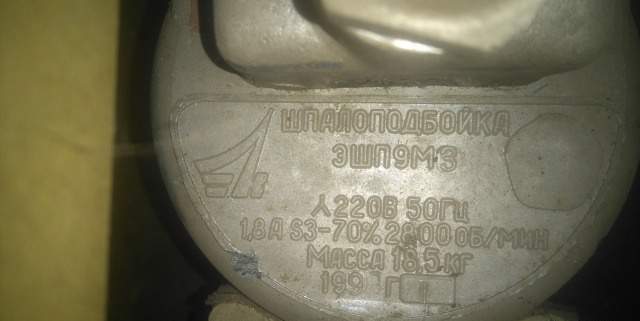 ШПАЛОПОДБОЙКА
ЭШП9М3
220В 50ГЦ
1,8А S3-70% 2800 ОБ/МИН
МАССА 18,5 КГ
199 Г